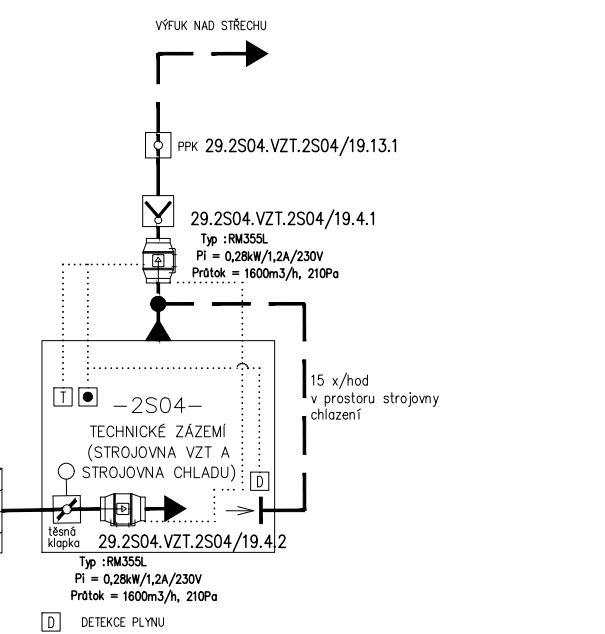 VÝFUK NAD STŘECHU
PPK 29.2S04.VZT.2S04/19.13.1
29.2S04.VZT.2S04/19.4.1
Typ :RM355L
Pi = 0,28kW/1,2A/230V
Průtok = 1600m3/h, 210Pa
15 x/hod
v prostoru strojovny
chlazení
T
–2S04–
TECHNICKÉ ZÁZEMÍ
(STROJOVNA VZT A
STROJOVNA CHLADU)
D
těsná
klapka
29.2S04.VZT.2S04/19.4.2
Typ :RM355L
Pi = 0,28kW/1,2A/230V
Průtok = 1600m3/h, 210Pa
D DETEKCE PLYNU